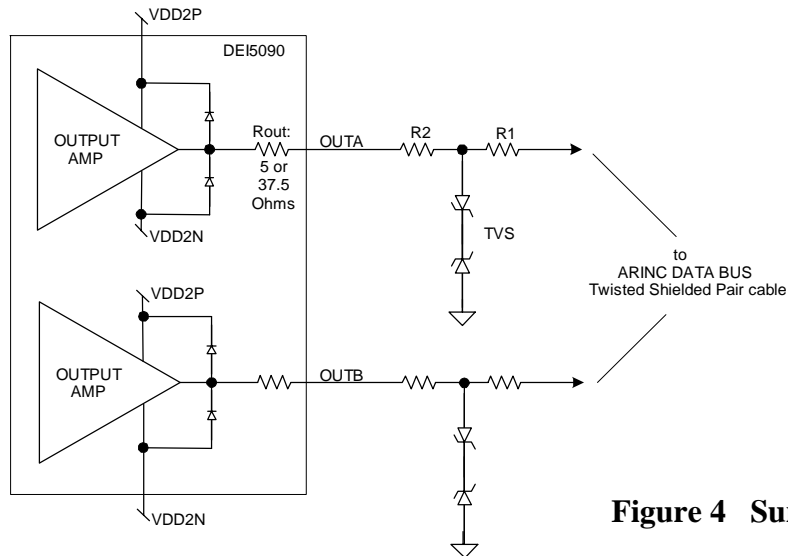 VDD2P
DEI5090
OUTPUT
AMP
Rout:
5 or
37.5
Ohms
OUTA
R2
R1
VDD2N
TVS
to
ARINC DATA BUS
Twisted Shielded Pair cable
VDD2P
OUTPUT
AMP
OUTB
VDD2N
Figure 4